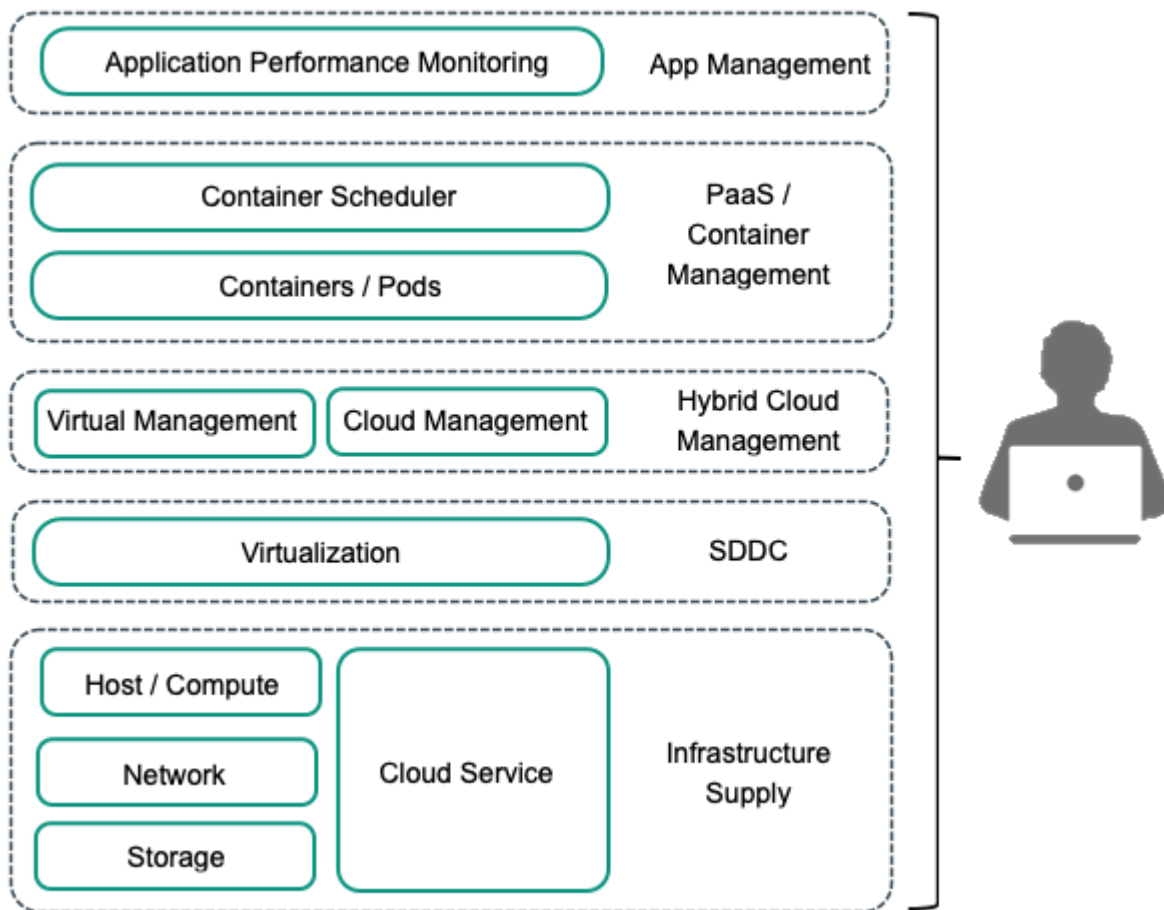 Application Performance Monitoring
App Management
Container Scheduler
Containers / Pods
PaaS /
Container
Management
Virtual Management
Cloud Management
Hybrid Cloud
Management
Virtualization
SDDC
Host / Compute
Network
Storage
Cloud Service
Infrastructure
Supply